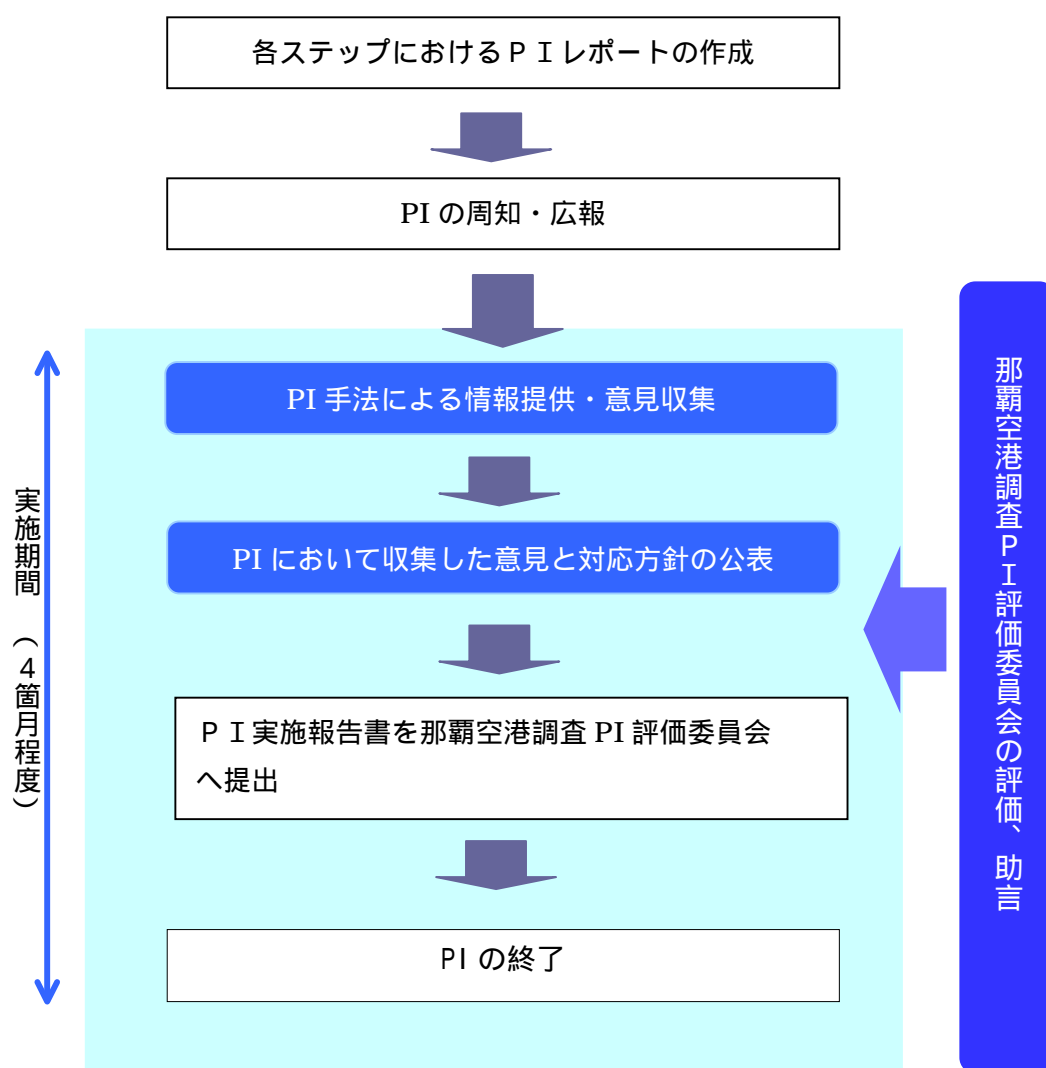 各ステップにおけるＰＩレポートの作成
PI の周知・広報
PI 手法による情報提供・意見収集
PI において収集した意見と対応方針の公表
ＰＩ実施報告書を那覇空港調査 PI 評価委員会
へ提出
PI の終了
実施期間　（４箇月程度）
那覇空港調査ＰＩ評価委員会の評価、助言